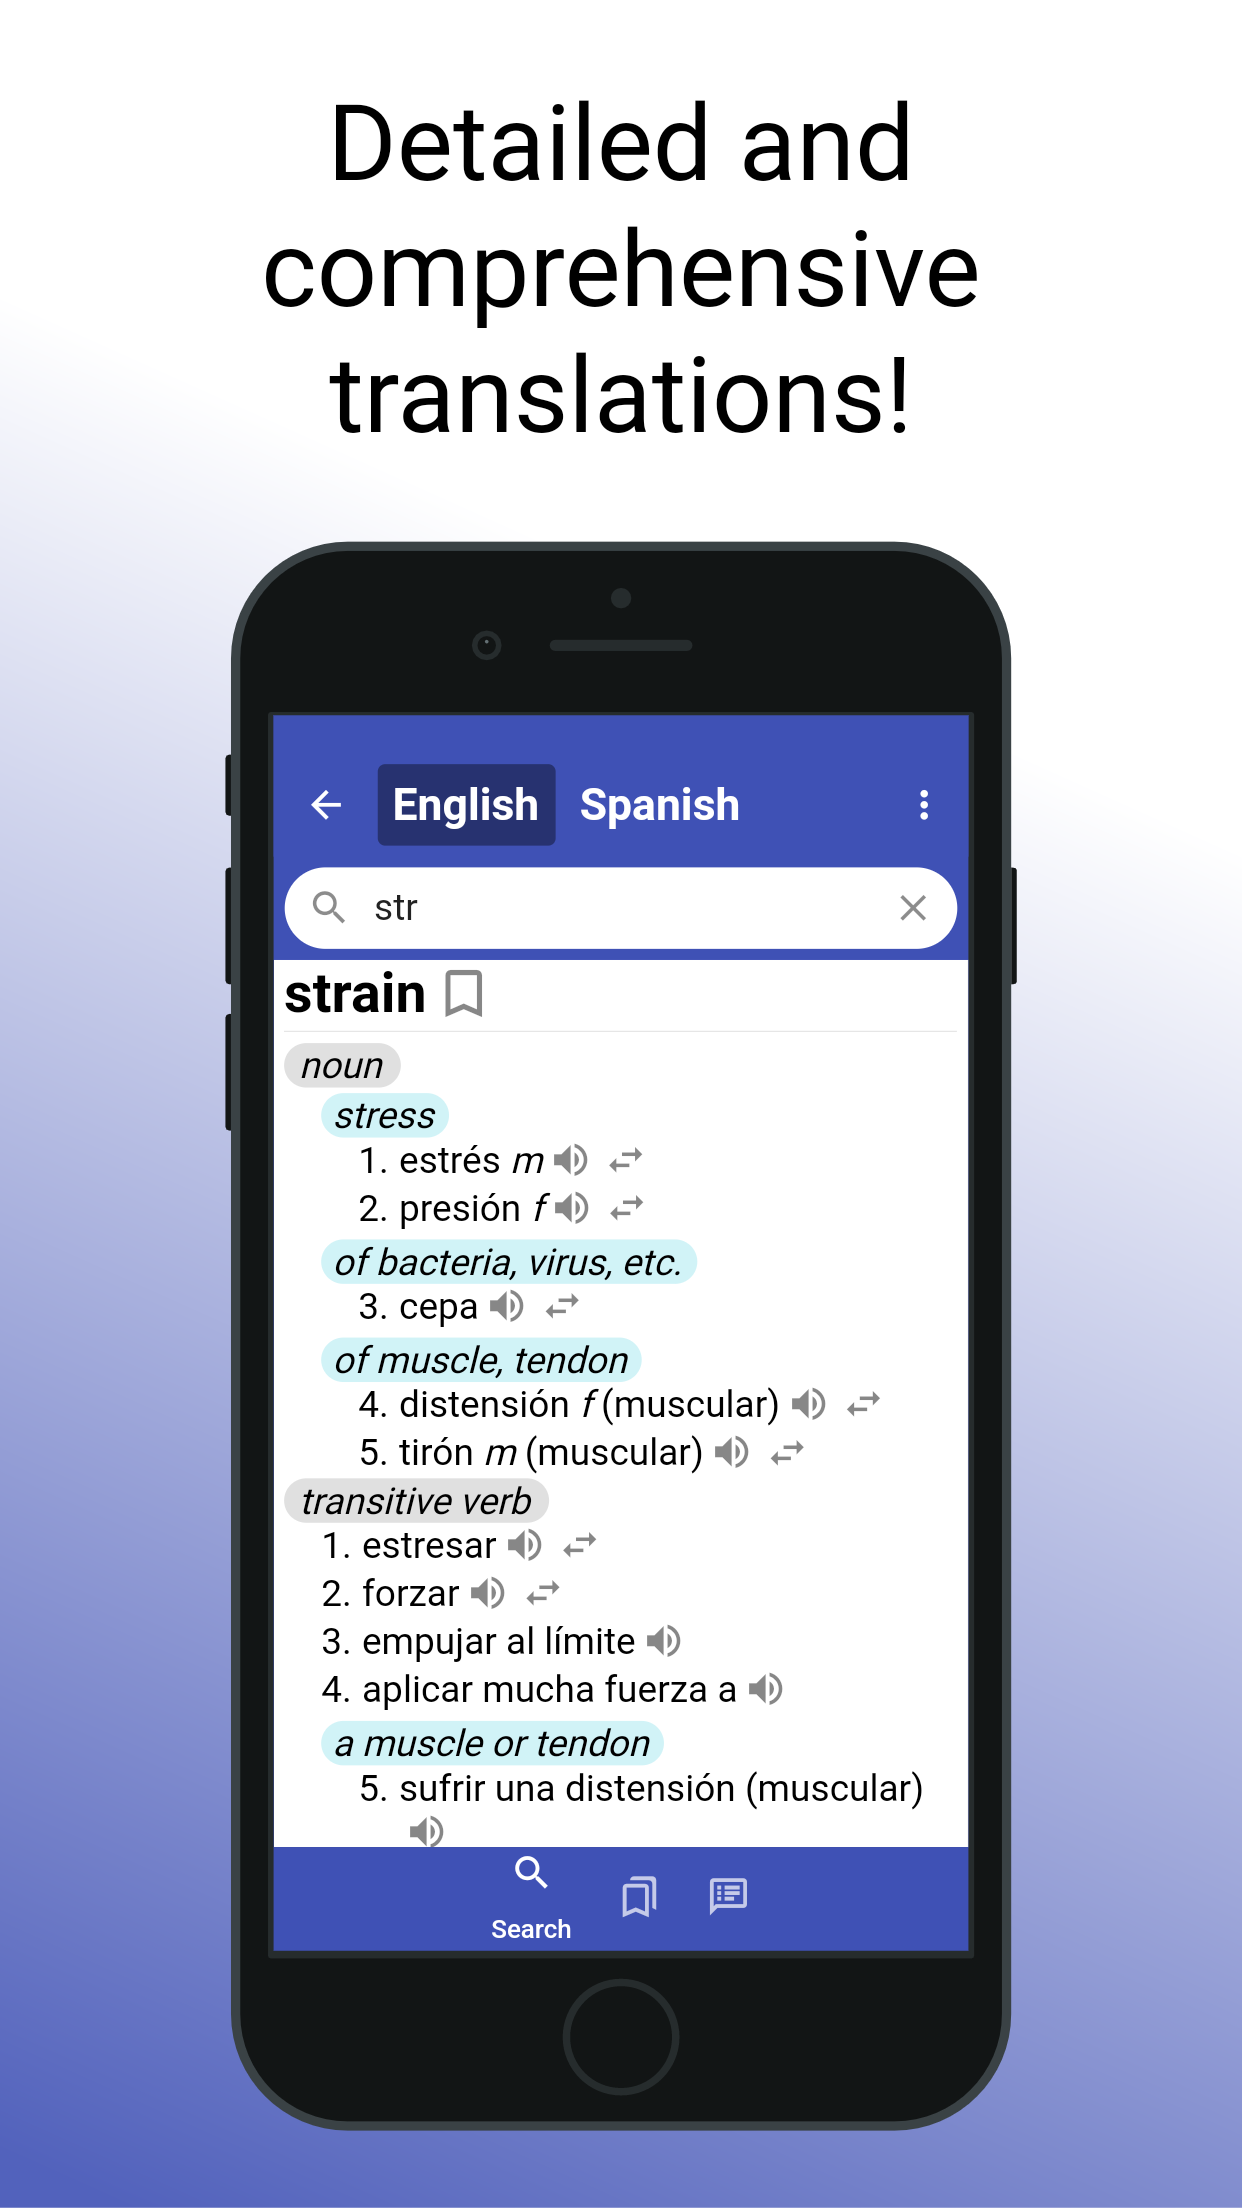 Detailed and
comprehensive
translations!
English Spanish
str
strain
noun
stress
1. estrés m
2. presión f
of bacteria, virus, etc.
3. cepa
of muscle, tendon
4. distensión f (muscular)
5. tirón m (muscular)
transitive verb
1. estresar
2. forzar
3. empujar al límite
4. aplicar mucha fuerza a
a muscle or tendon
5. sufrir una distensión (muscular)
Search